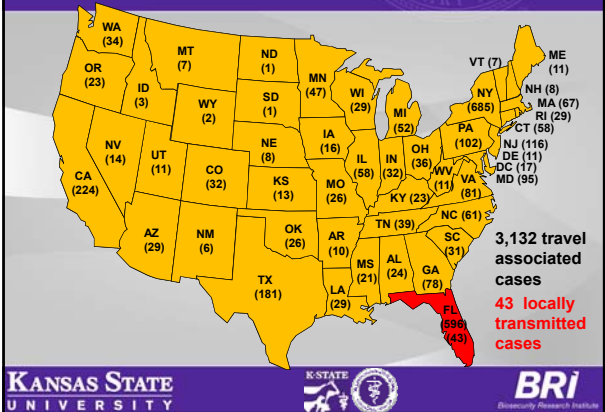 WA
(34)
MT
(7)
ND
(1)
MN
(47)
VT (7)
ME
(11)
OR
(23)
ID
(3)
WY
(2)
SD
(1)
WI
(29)
MI
(52)
NY
(685)
NH (8)
MA (67)
RI (29)
CT (58)
NJ (116)
DE (11)
DC (17)
MD (95)
NV
(14)
UT
(11)
CO
(32)
NE
(8)
IA
(16)
IL
(58)
IN
(32)
OH
(36)
PA
(102)
WV
(11)
VA
(81)
CA
(224)
KS
(13)
MO
(26)
KY (23)
NC (61)
TN (39)
SC
(31)
AZ
(29)
NM
(6)
OK
(26)
AR
(10)
MS
(21)
AL
(24)
GA
(78)
TX
(181)
LA
(29)
FL
(596)
(43)
3,132 travel
associated
cases
43 locally
transmitted
cases
KANSAS STATE
UNIVERSITY
K-STATE
BRI
Biosecurity Research Institute